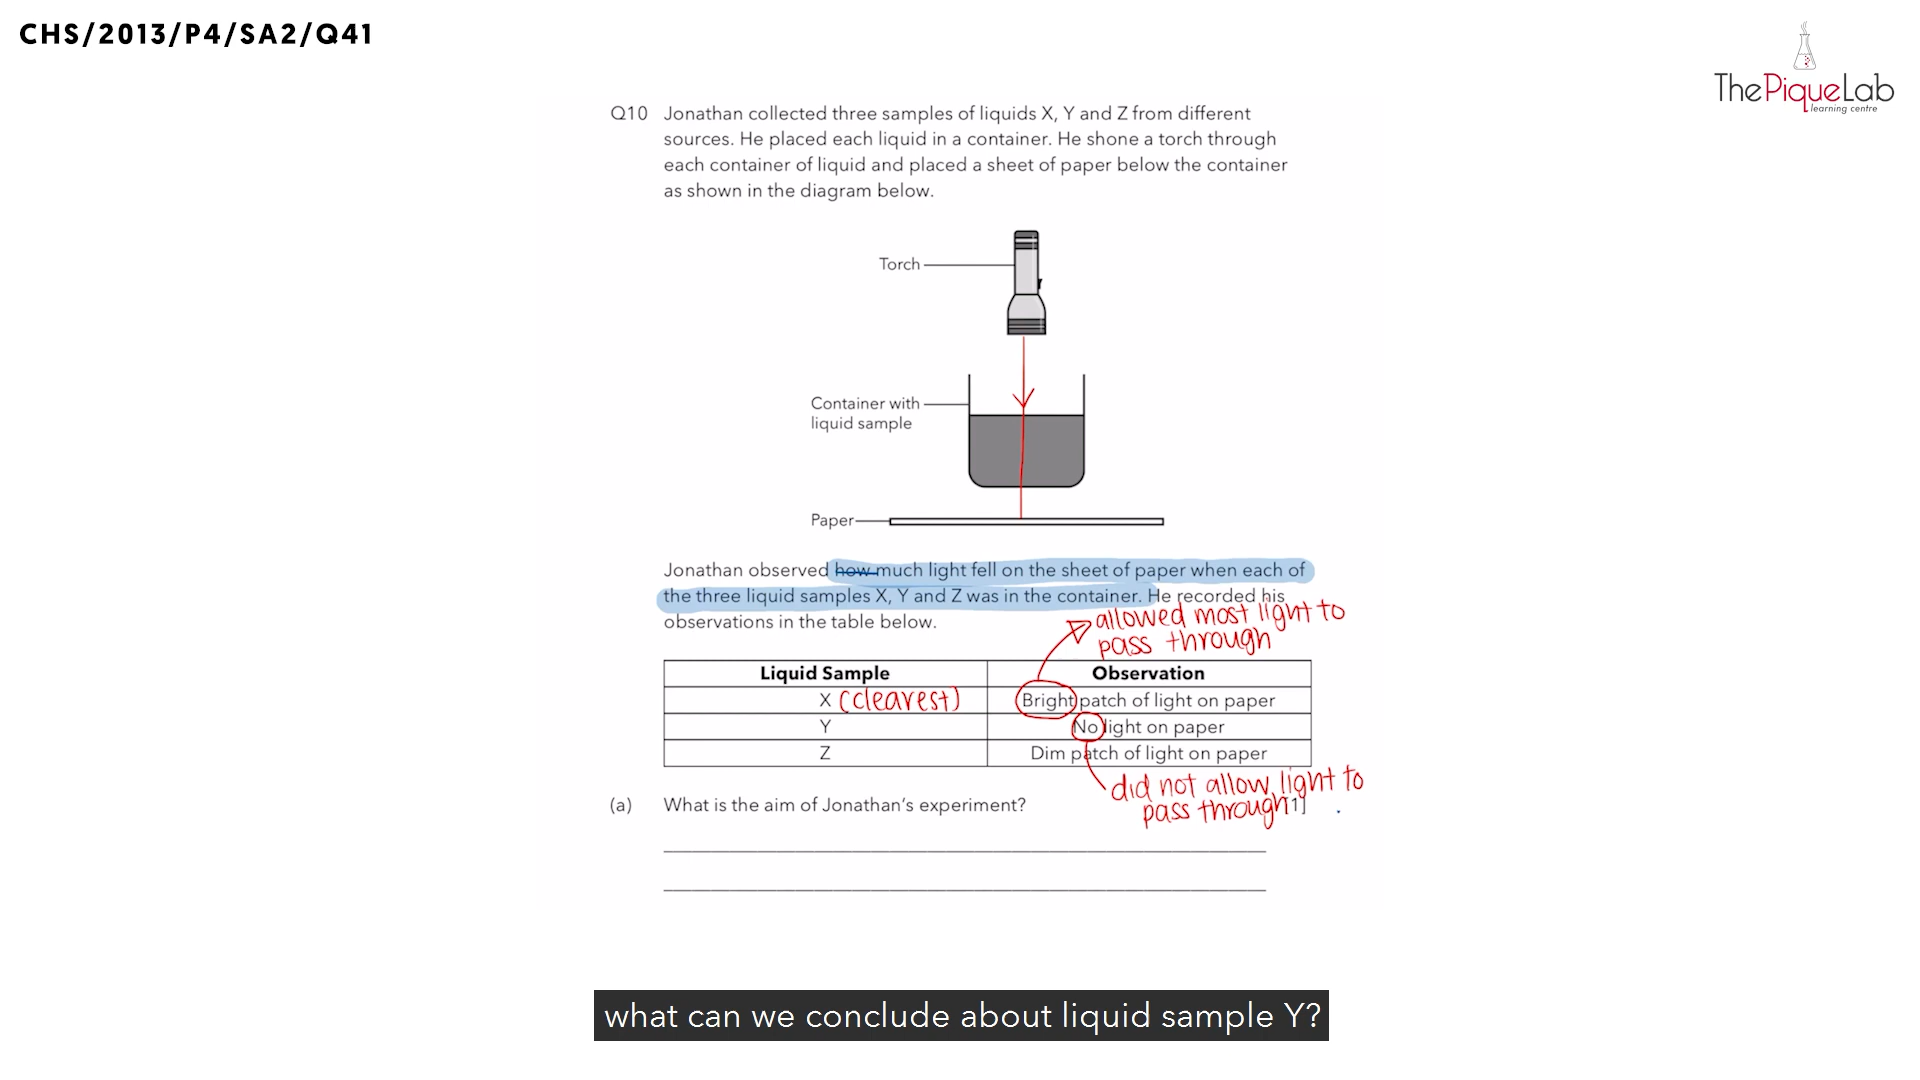 CHS/2013/P4/SA2/Q41
ThePiqueLab
learning centre
Q10 Jonathan collected three samples of liquids X, Y and Z from different
sources. He placed each liquid in a container. He shone a torch through
each container of liquid and placed a sheet of paper below the container
as shown in the diagram below.
Torch
Container with
liquid sample
Paper
Jonathan observed how much light fell on the sheet of paper when each of
the three liquid samples X, Y and Z was in the container. He recorded his
observations in the table below.
allowed most light to
pass through
Liquid Sample Observation
X (clearest) Bright patch of light on paper
Y No light on paper
Z Dim patch of light on paper
did not allow light to
pass through
(a) What is the aim of Jonathan's experiment? 1]
what can we conclude about liquid sample Y?